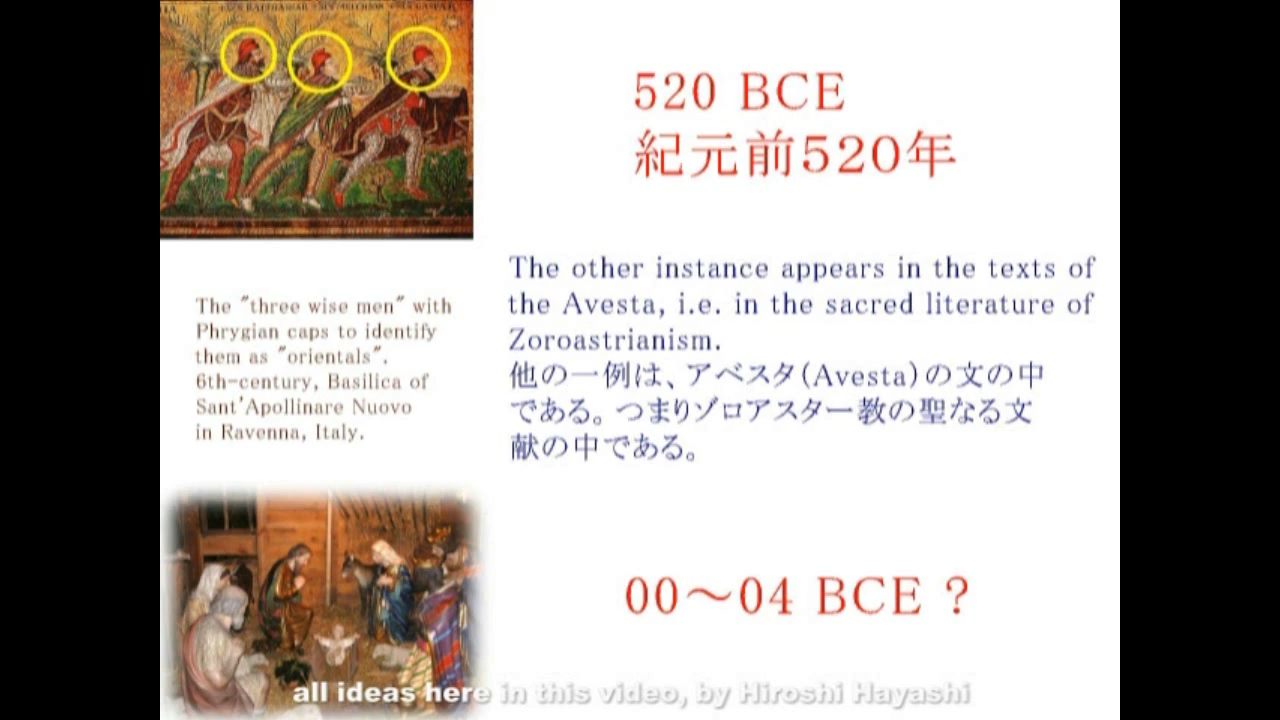 520 BCE
紀元前520年
The other instance appears in the texts of
the Avesta, i.e. in the sacred literature of
Zoroastrianism.
他の一例は、アベスタ(Avesta)の文の中
である。つまりゾロアスター教の聖なる文
献の中である。
The "three wise men" with
Phrygian caps to identify
them as "orientals".
6th-century, Basilica of
Sant'Apollinare Nuovo
in Ravenna, Italy.
00〜04 BCE ?
all ideas here in this video, by Hiroshi Hayashi